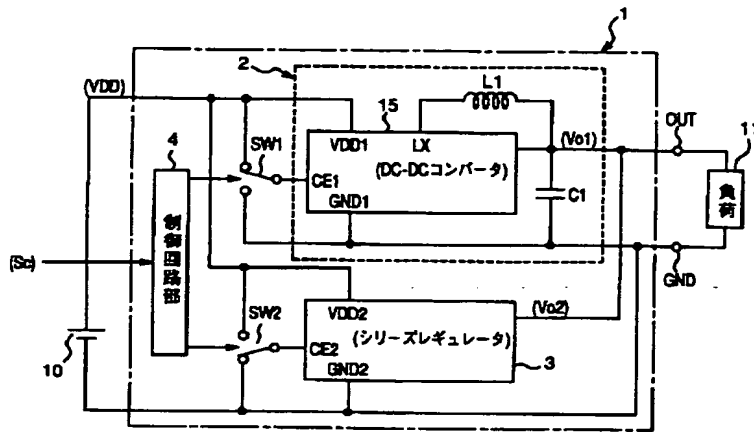 1
2
L1
(VDD)
15
OUT
11
4
SW1
VDD1
LX
(Vo1)
CE1
(DC-DCコンバータ)
C1
負荷
GND1
制御回路部
(Sc)
GND
SW2
VDD2
(Vo2)
(シリーズレギュレータ)
10
CE2
3
GND2